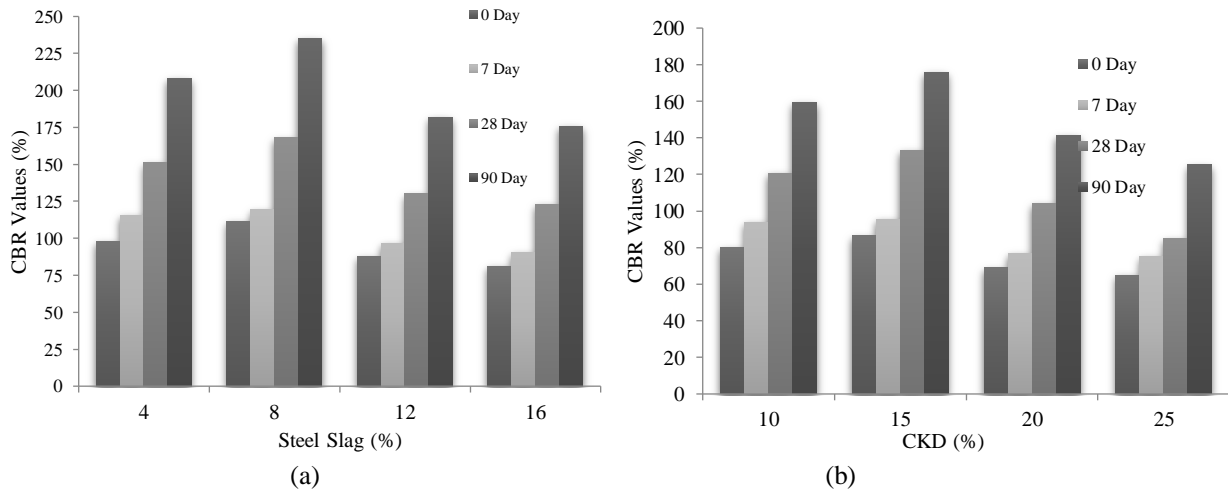 250
225
200
175
150
125
100
75
50
25
0
CBR Values (%)
0 Day
7 Day
28 Day
90 Day
4 8 12 16
Steel Slag (%)
(a)
200
180
160
140
120
100
80
60
40
20
0
CBR Values (%)
0 Day
7 Day
28 Day
90 Day
10 15 20 25
CKD (%)
(b)